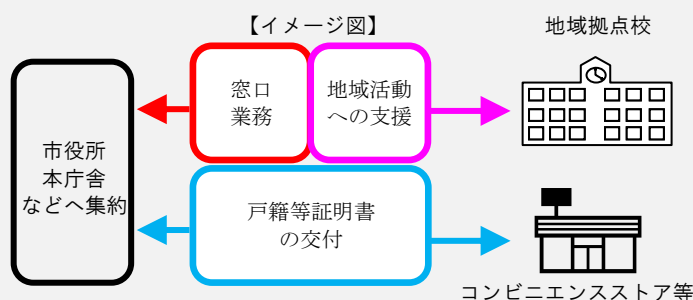 【イメージ図】
地域拠点校
窓口
業務
地域活動
への支援
市役所
本庁舎
などへ集約
戸籍等証明書
の交付
コンビニエンスストア等